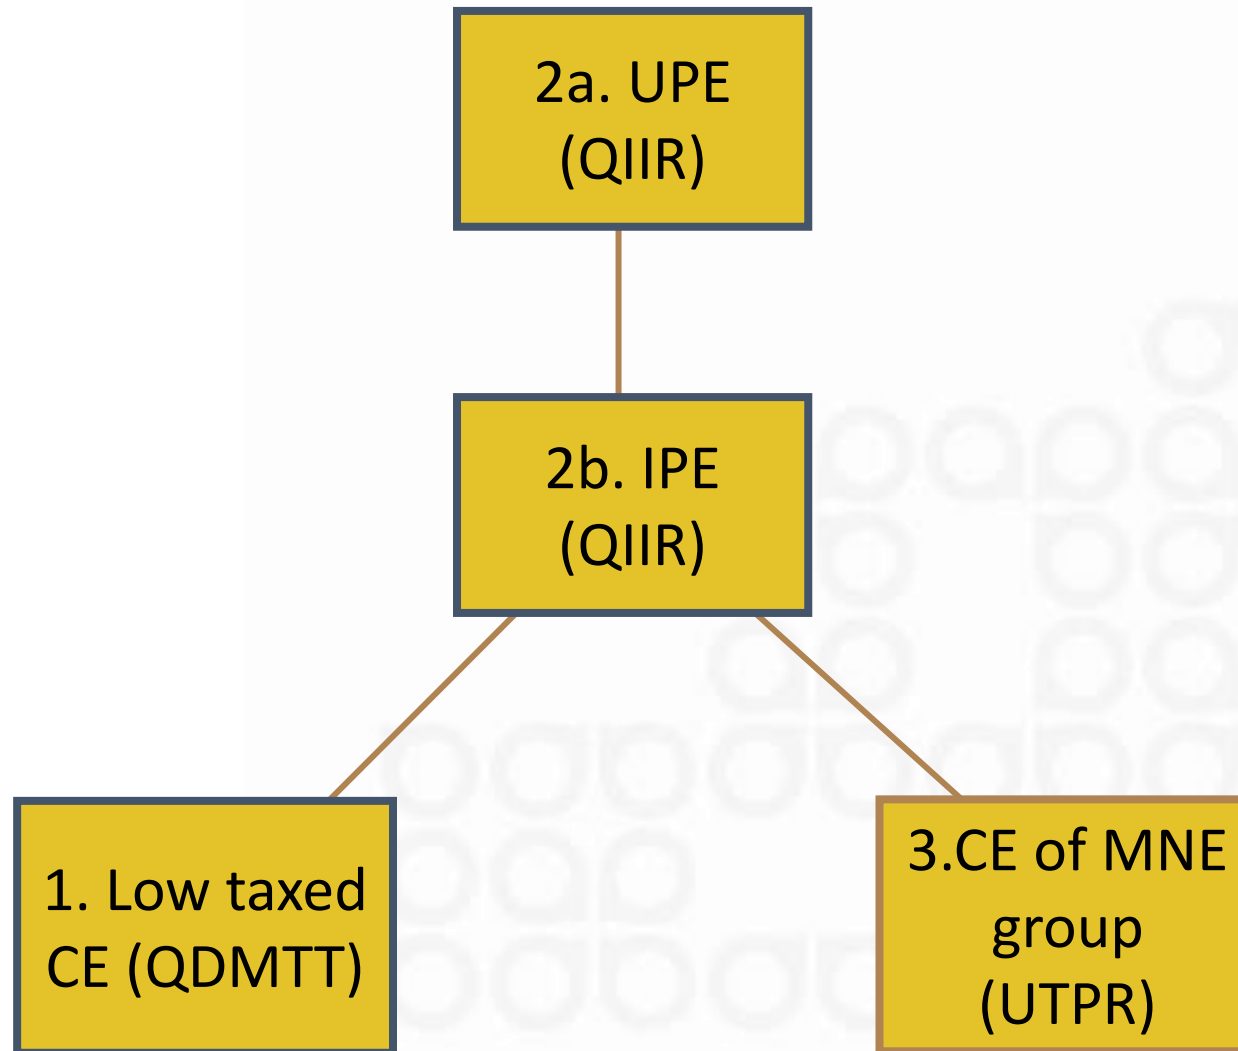 2a. UPE
(QIIR)
2b. IPE
(QIIR)
1. Low taxed
CE (QDMTT)
3.CE of MNE
group
(UTPR)